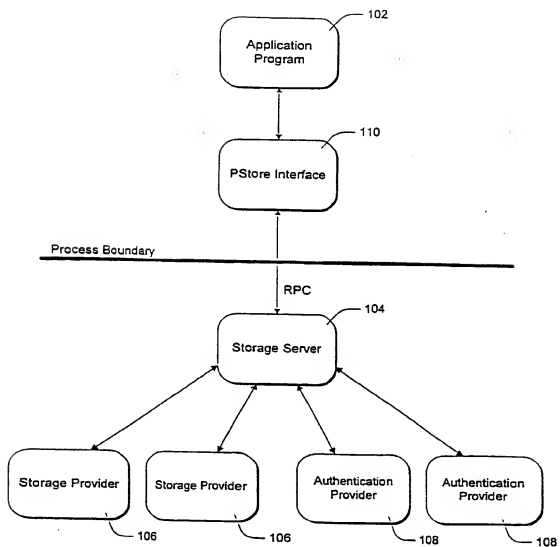 102
Application
Program
110
PStore Interface
Process Boundary
RPC
104
Storage Server
Storage Provider
Storage Provider
Authentication
Provider
Authentication
Provider
106
106
108
108